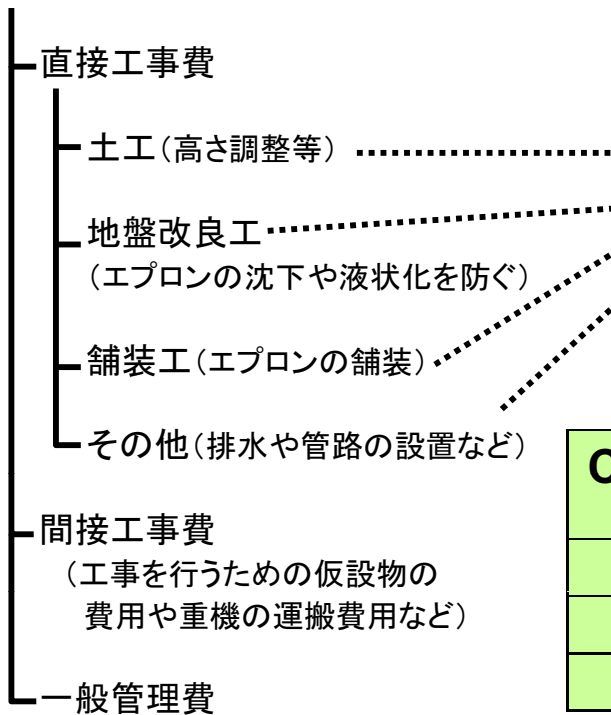 直接工事費
土工(高さ調整等)
地盤改良工
(エプロンの沈下や液状化を防ぐ)
舗装工(エプロンの舗装)
その他(排水や管路の設置など)
間接工事費
(工事を行うための仮設物の
費用や重機の運搬費用など)
一般管理費